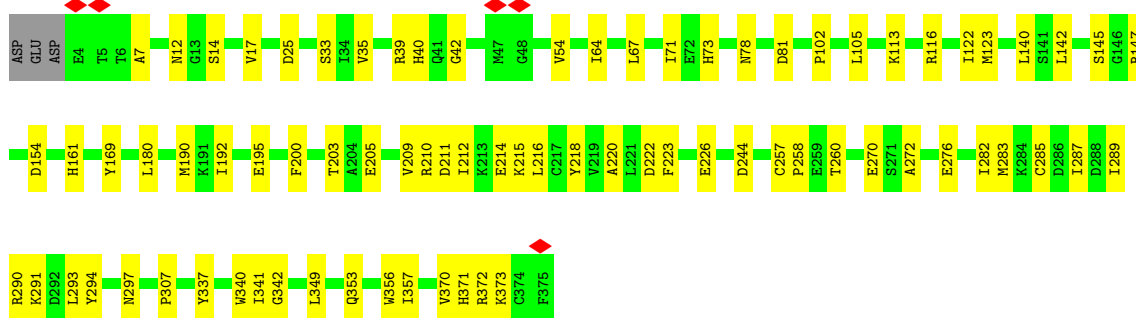 ASP GLU ASP E4 T5 T6 A7 N12 G13 S14 V17 D25 S33 I34 V35 R39 H40 Q41 G42 M47 G48 V54 I64 L67 I71 E72 H73 N78 D81 P102 L105 K113 R116 I122 M123 L140 S141 L142 S145 G146 R147
D154 H161 Y169 L180 M190 K191 I192 E195 F200 T203 A204 E205 V209 R210 D211 I212 K213 E214 K215 L216 C217 Y218 V219 A220 L221 D222 F223 E226 D244 C257 P258 E259 T260 E270 S271 A272 E276 I282 M283 K284 C285 D286 I287 D288 I289
R290 K291 D292 L293 Y294 N297 P307 Y337 W340 I341 G342 L349 Q353 W356 I357 V370 H371 R372 K373 C374 F375